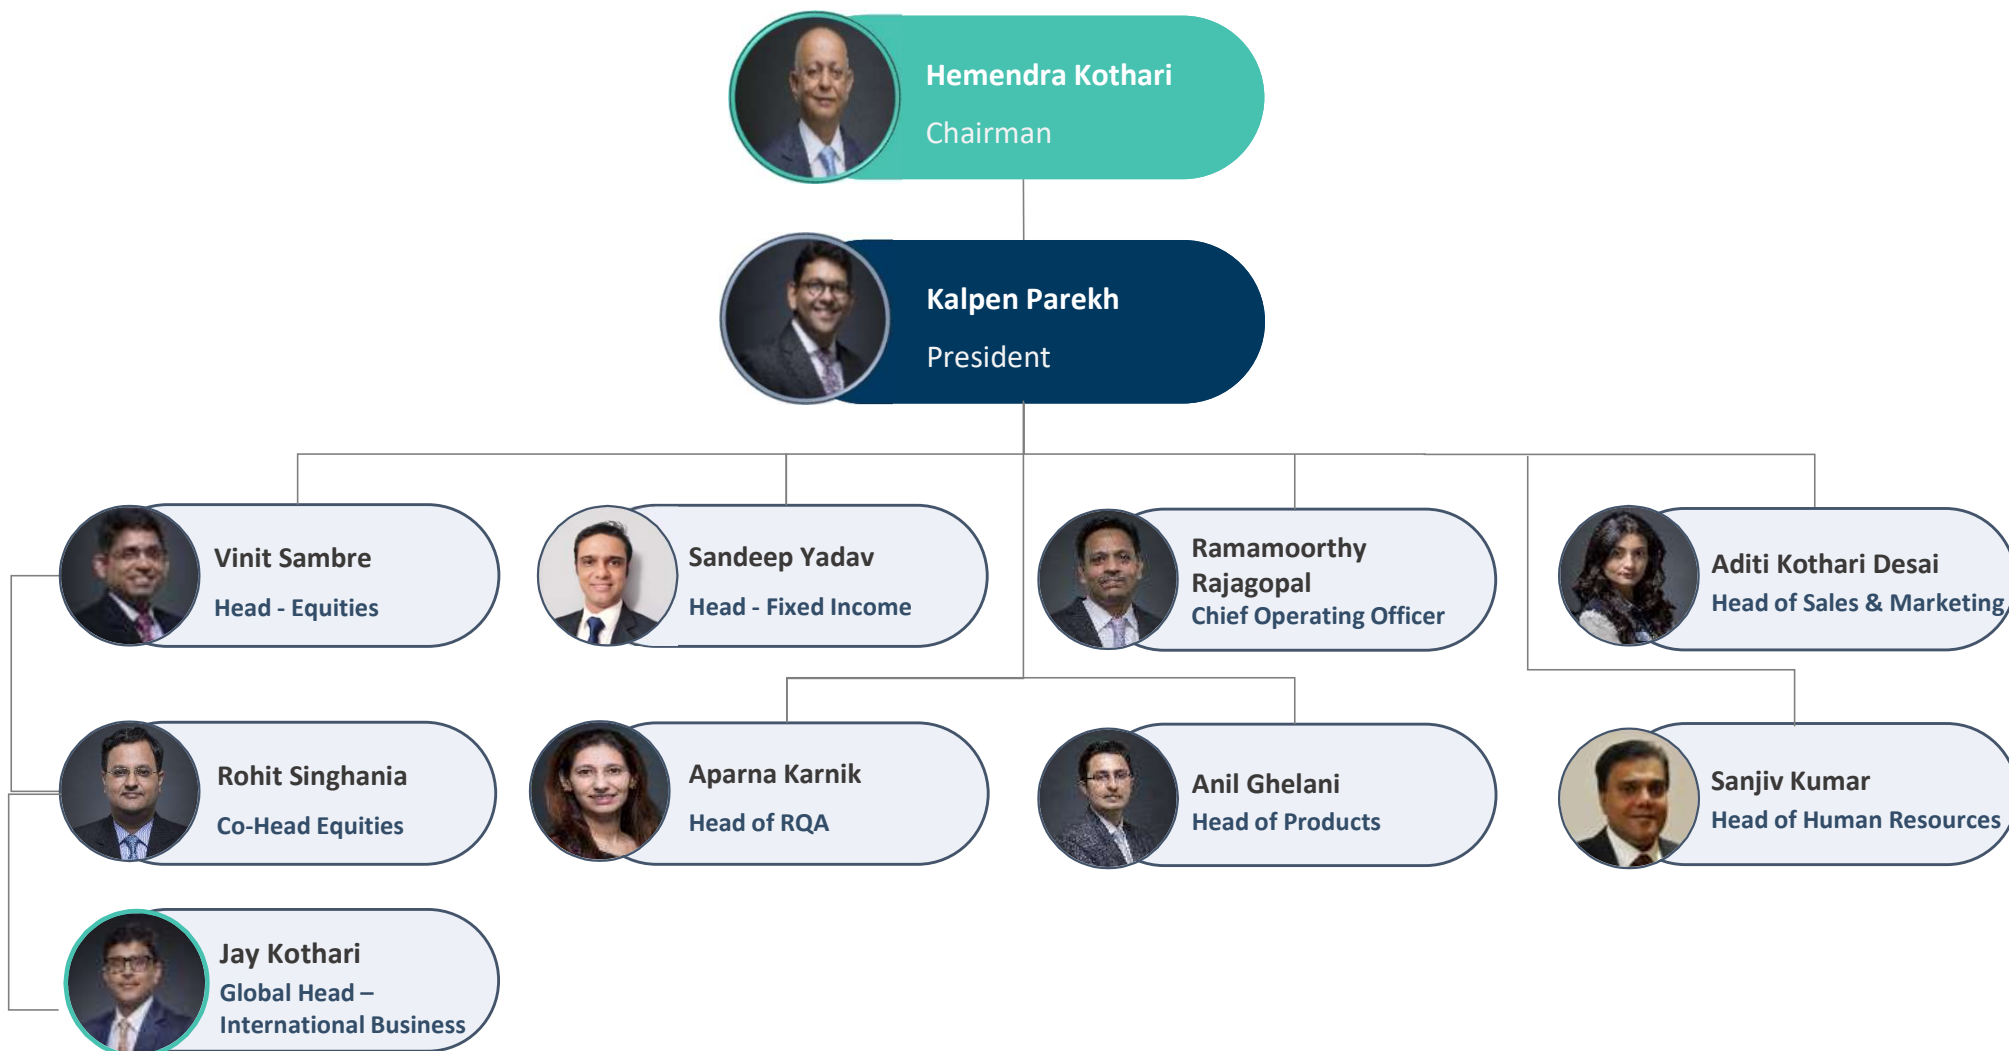 Hemendra Kothari
Chairman
Kalpen Parekh
President
Vinit Sambre
Head - Equities
Sandeep Yadav
Head - Fixed Income
Ramamoorthy
Rajagopal
Chief Operating Officer
Aditi Kothari Desai
Head of Sales & Marketing
Rohit Singhania
Co-Head Equities
Aparna Karnik
Head of RQA
Anil Ghelani
Head of Products
Sanjiv Kumar
Head of Human Resources
Jay Kothari
Global Head –
International Business